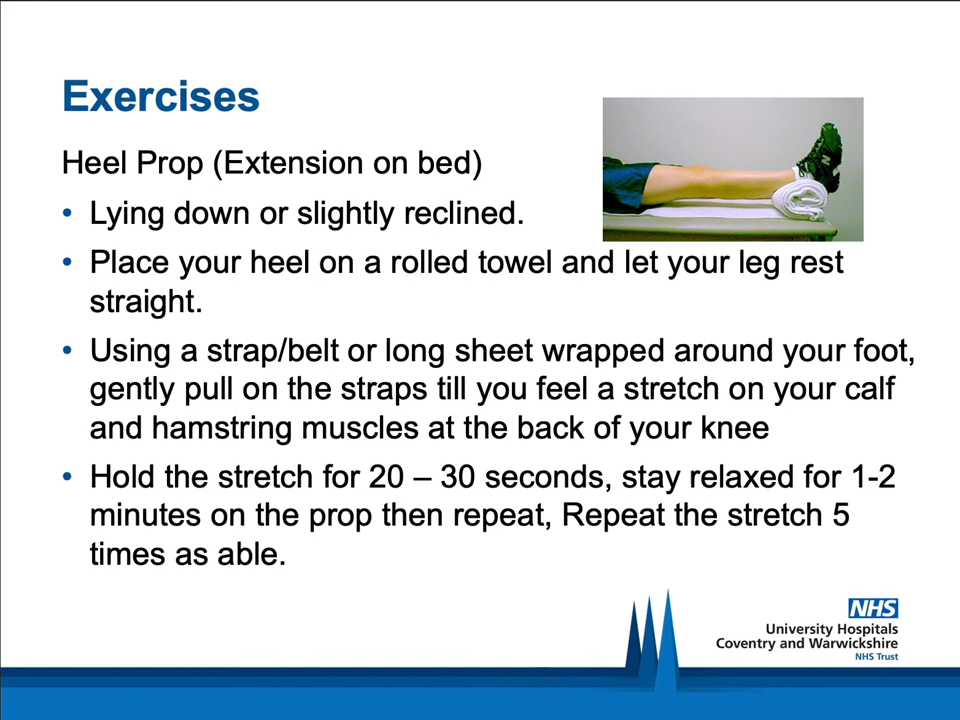 Exercises
Heel Prop (Extension on bed)
• Lying down or slightly reclined.
• Place your heel on a rolled towel and let your leg rest
straight.
• Using a strap/belt or long sheet wrapped around your foot,
gently pull on the straps till you feel a stretch on your calf
and hamstring muscles at the back of your knee
• Hold the stretch for 20 – 30 seconds, stay relaxed for 1-2
minutes on the prop then repeat, Repeat the stretch 5
times as able.
NHS
University Hospitals
Coventry and Warwickshire
NHS Trust